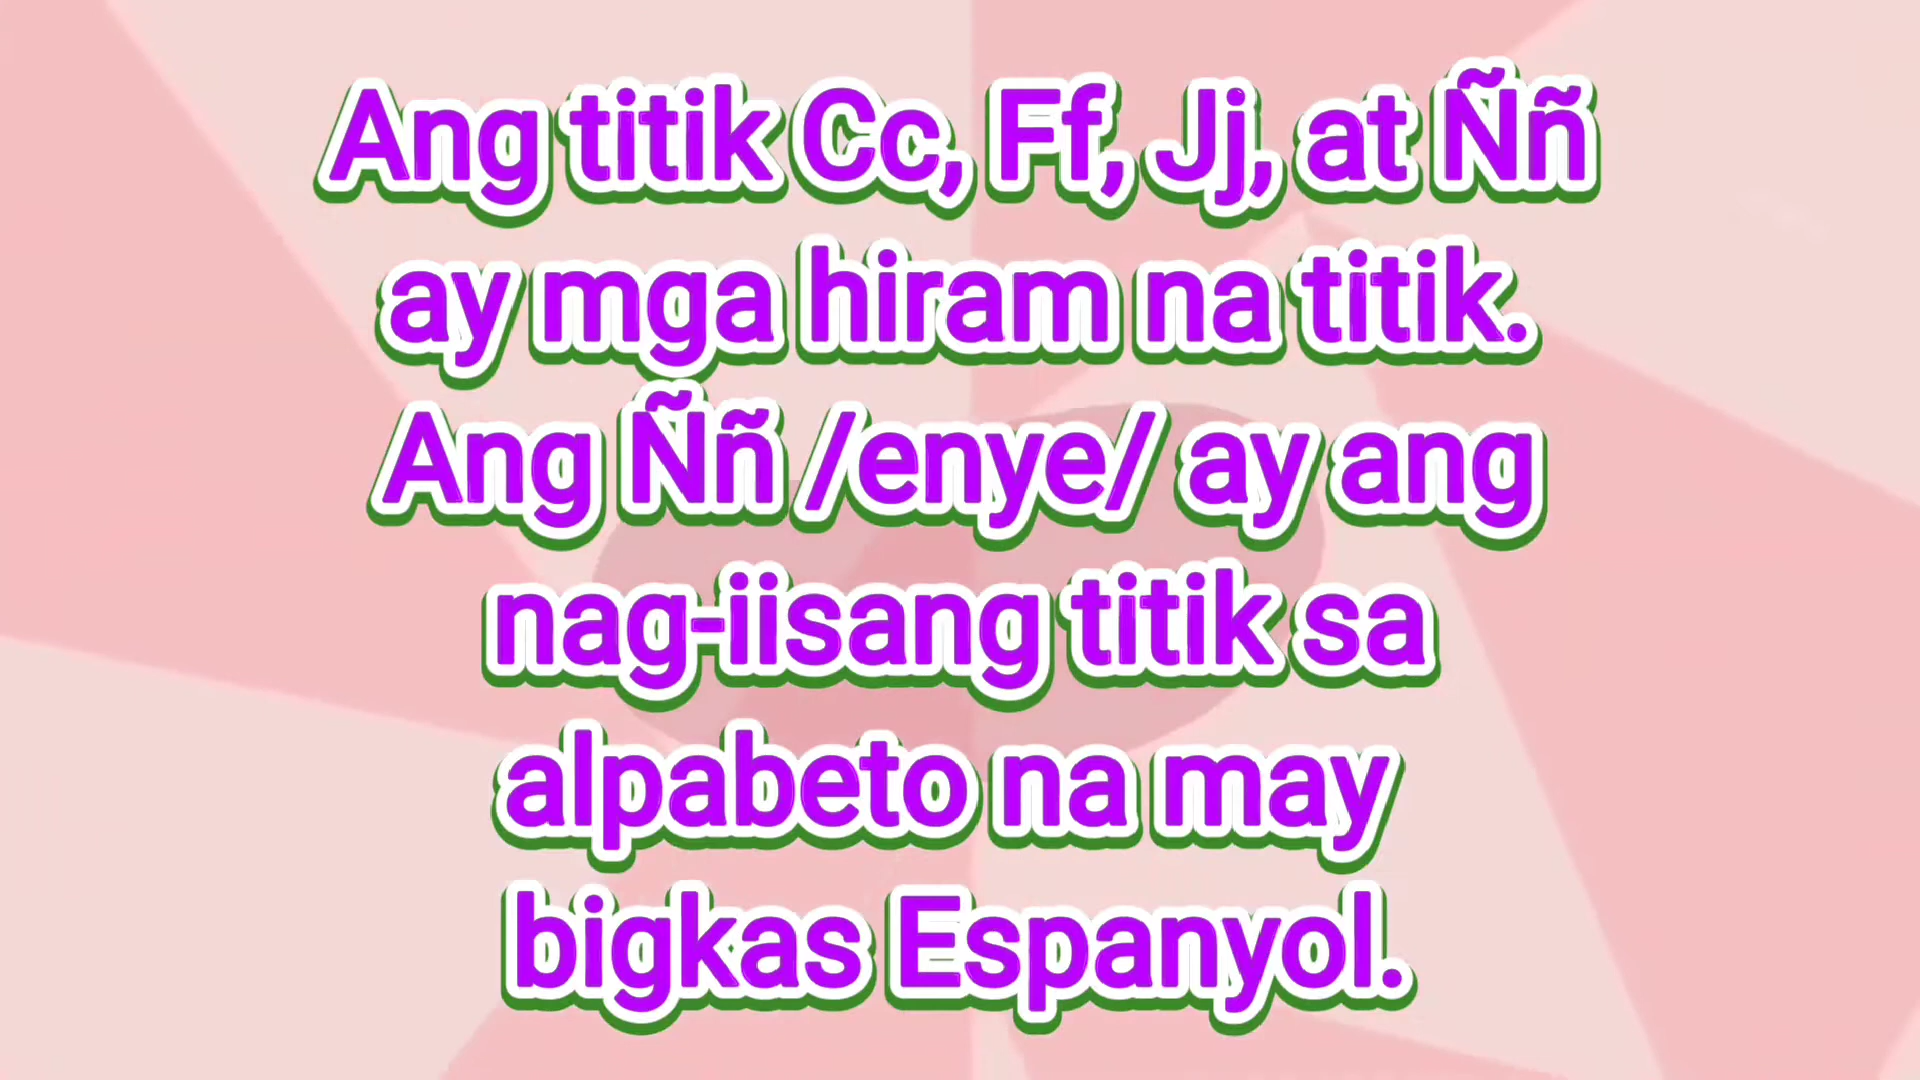 Ang titik Cc, Ff, Jj, at Ññ
ay mga hiram na titik.
Ang Ññ /enye/ ay ang
nag-iisang titik sa
alpabeto na may
bigkas Espanyol.